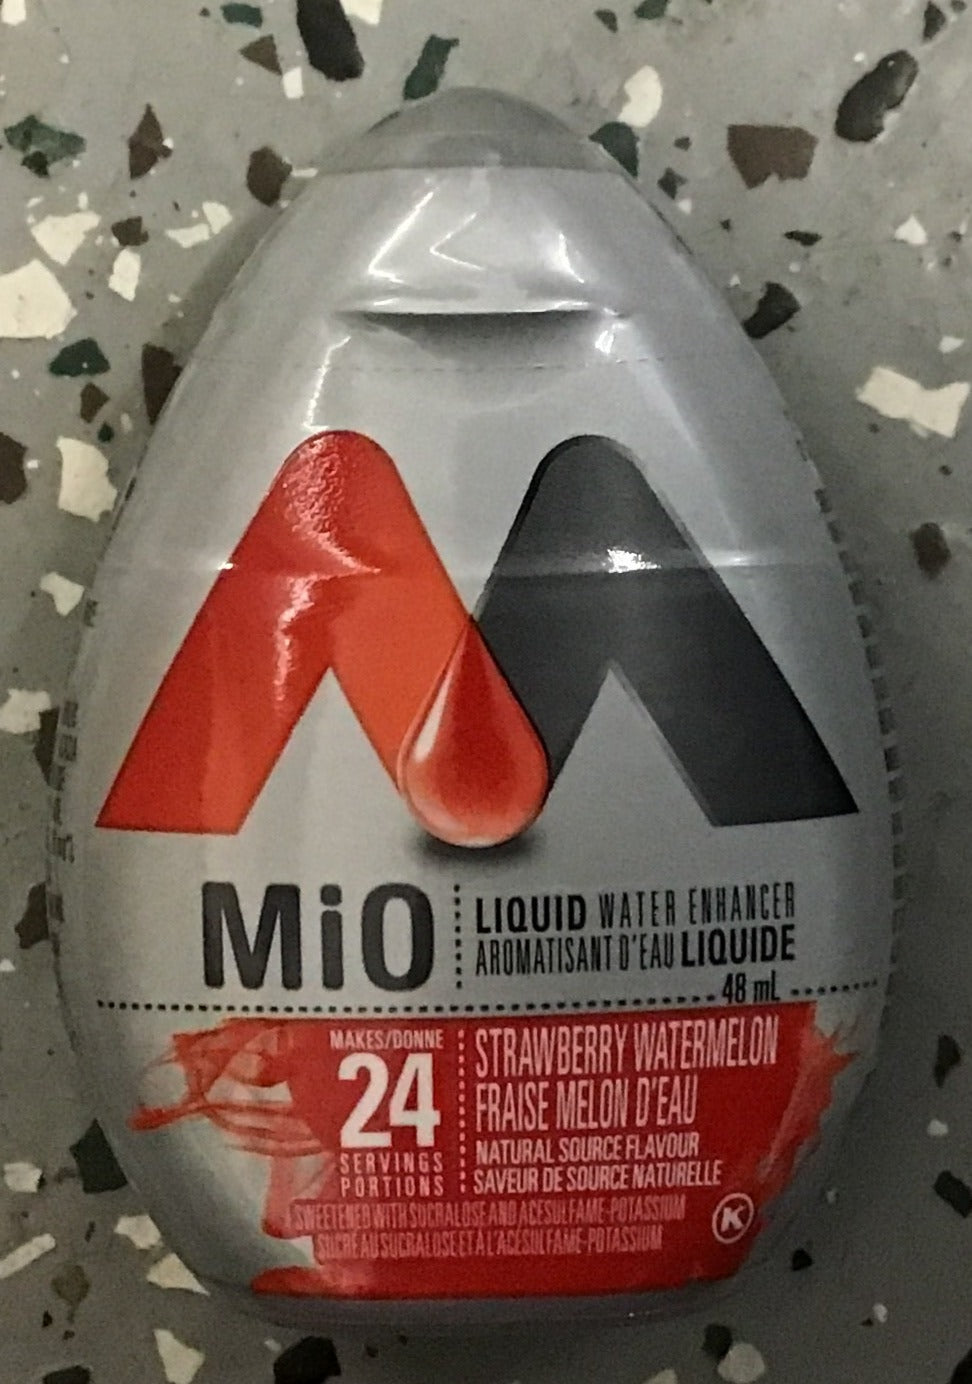 MiO
LIQUID WATER ENHANCER
AROMATISANT D'EAU LIQUIDE
48 mL
MAKES/DONNE
24
SERVINGS
PORTIONS
STRAWBERRY WATERMELON
FRAISE MELON D'EAU
NATURAL SOURCE FLAVOUR
SAVEUR DE SOURCE NATURELLE
SWEETENED WITH SUCRALOSE AND ACESULFAME-POTASSIUM
SUCRÉ AU SUCRALOSE ET À L'ACÉSULFAME-POTASSIUM
K